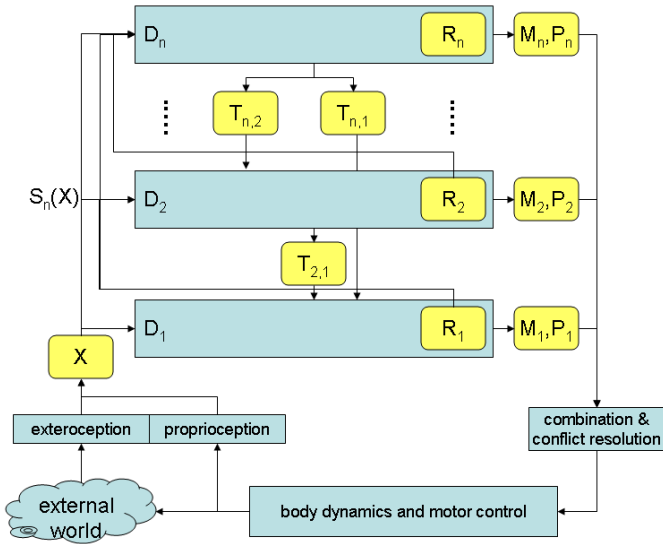 Dₙ
Rₙ
Mₙ,Pₙ
Tₙ,₂
Tₙ,₁
Sₙ(X)
D₂
R₂
M₂,P₂
T₂,₁
D₁
R₁
M₁,P₁
X
exteroception
proprioception
combination &
conflict resolution
external
world
body dynamics and motor control